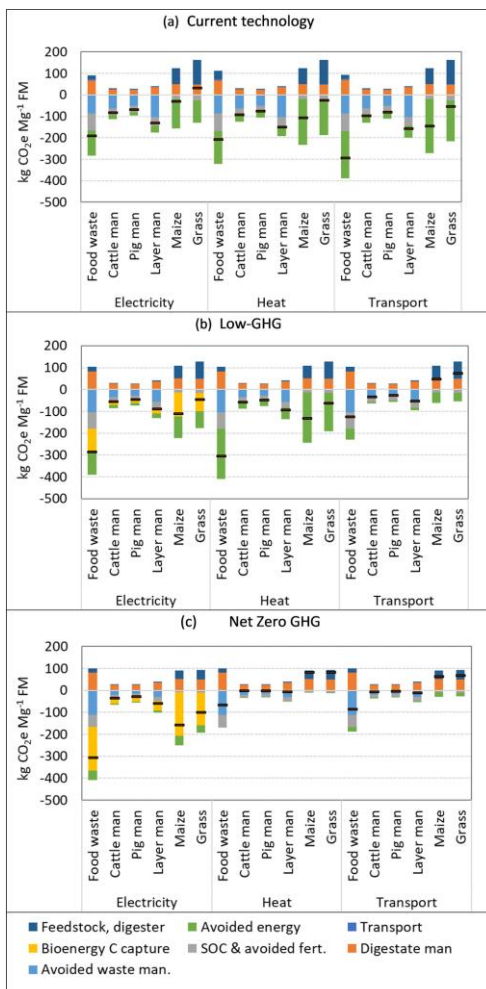 (a) Current technology
kg CO₂e Mg⁻¹ FM
200
100
0
-100
-200
-300
-400
-500
Food waste
Cattle man
Pig man
Layer man
Maize
Grass
Food waste
Cattle man
Pig man
Layer man
Maize
Grass
Food waste
Cattle man
Pig man
Layer man
Maize
Grass
Electricity Heat Transport
(b) Low-GHG
kg CO₂e Mg⁻¹ FM
200
100
0
-100
-200
-300
-400
-500
Food waste
Cattle man
Pig man
Layer man
Maize
Grass
Food waste
Cattle man
Pig man
Layer man
Maize
Grass
Food waste
Cattle man
Pig man
Layer man
Maize
Grass
Electricity Heat Transport
(c) Net Zero GHG
kg CO₂e Mg⁻¹ FM
200
100
0
-100
-200
-300
-400
-500
Food waste
Cattle man
Pig man
Layer man
Maize
Grass
Food waste
Cattle man
Pig man
Layer man
Maize
Grass
Food waste
Cattle man
Pig man
Layer man
Maize
Grass
Electricity Heat Transport
Feedstock, digester Avoided energy Transport
Bioenergy C capture SOC & avoided fert. Digestate man
Avoided waste man.